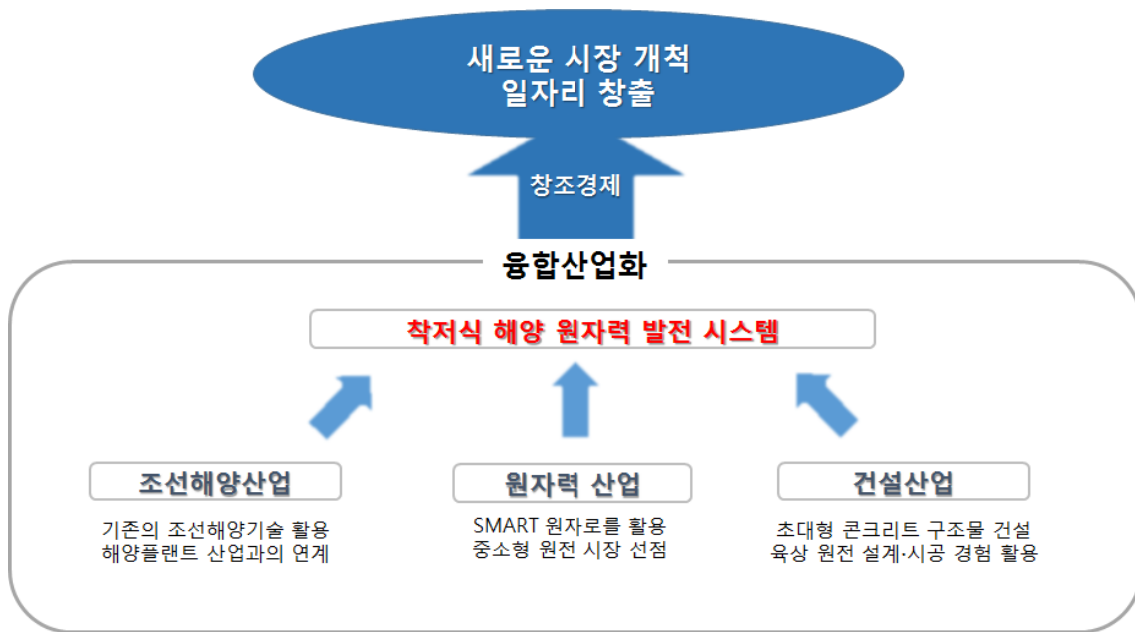 새로운 시장 개척
일자리 창출
창조경제
융합산업화
착저식 해양 원자력 발전 시스템
조선해양산업
기존의 조선해양기술 활용
해양플랜트 산업과의 연계
원자력 산업
SMART 원자로를 활용
중소형 원전 시장 선점
건설산업
초대형 콘크리트 구조물 건설
육상 원전 설계·시공 경험 활용